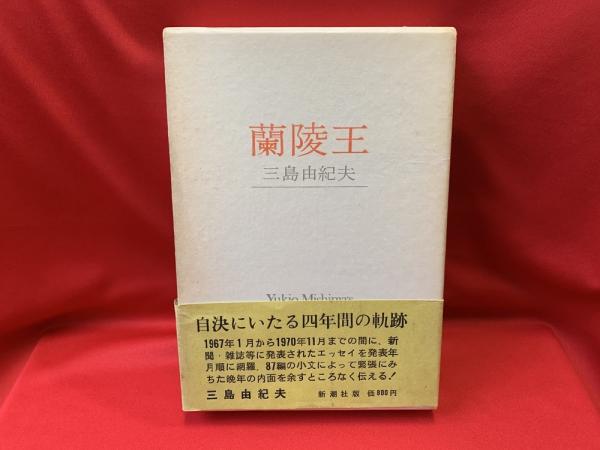 蘭陵王
三島由紀夫
Yukio Mishima's
自決にいたる四年間の軌跡
1967年1月から1970年11月までの間に、新
聞・雑誌等に発表されたエッセイを発表年
月順に網羅。87編の小文によって緊張にみ
ちた晩年の内面を余すところなく伝える!
三島由紀夫 新潮社版 価880円